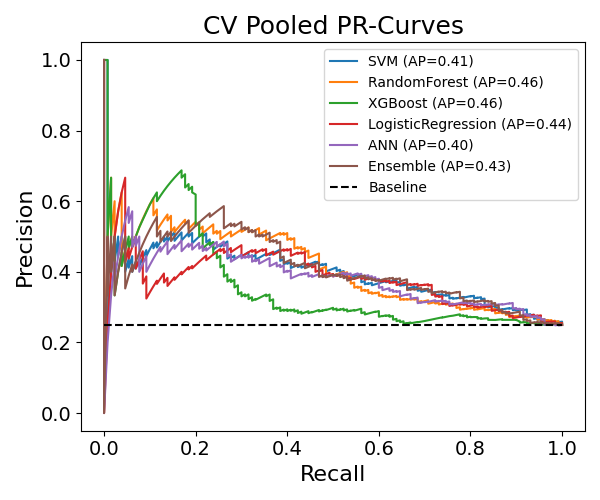 CV Pooled PR-Curves
Precision
1.0
0.8
0.6
0.4
0.2
0.0
SVM (AP=0.41)
RandomForest (AP=0.46)
XGBoost (AP=0.46)
LogisticRegression (AP=0.44)
ANN (AP=0.40)
Ensemble (AP=0.43)
Baseline
0.0 0.2 0.4 0.6 0.8 1.0
Recall